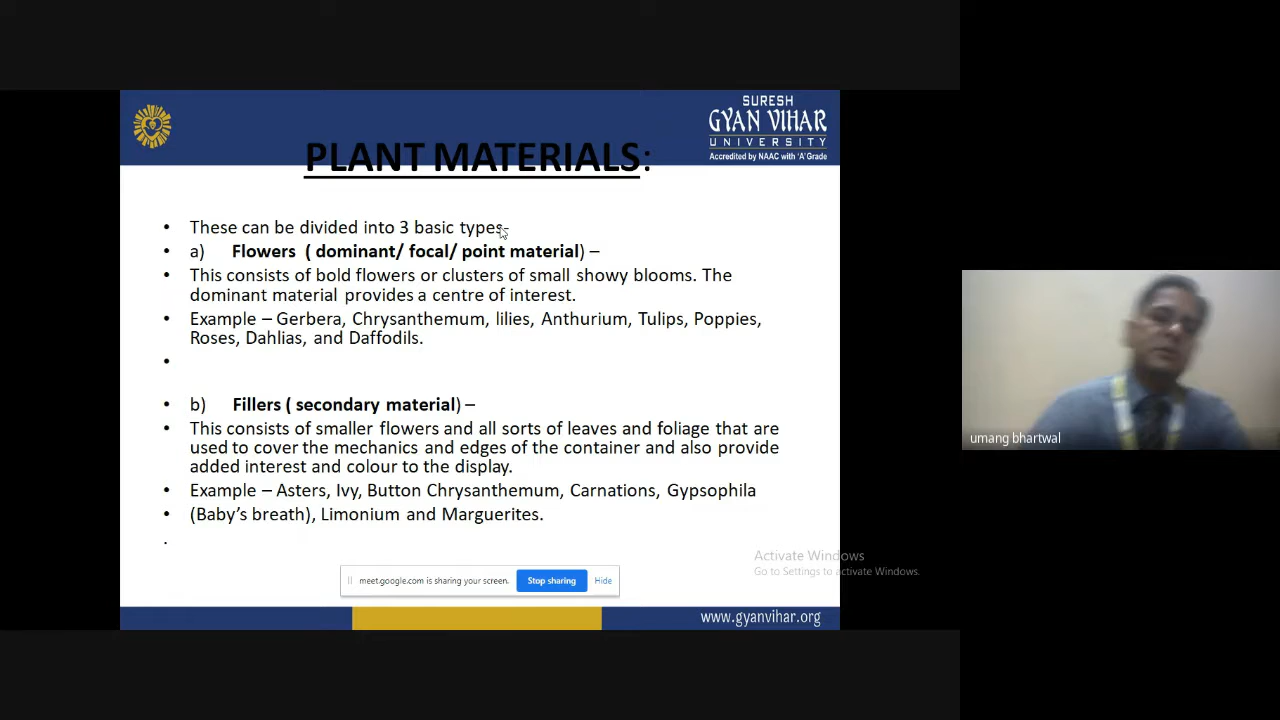 SURESH
GYAN VIHAR
UNIVERSITY
Accredited by NAAC with 'A' Grade
PLANT MATERIALS:
• These can be divided into 3 basic types-
• a) Flowers ( dominant/ focal/ point material) –
• This consists of bold flowers or clusters of small showy blooms. The
dominant material provides a centre of interest.
• Example – Gerbera, Chrysanthemum, lilies, Anthurium, Tulips, Poppies,
Roses, Dahlias, and Daffodils.
•
• b) Fillers ( secondary material) –
• This consists of smaller flowers and all sorts of leaves and foliage that are
used to cover the mechanics and edges of the container and also provide
added interest and colour to the display.
• Example – Asters, Ivy, Button Chrysanthemum, Carnations, Gypsophila
• (Baby's breath), Limonium and Marguerites.
.
umang bhartwal
Activate Windows
Go to Settings to activate Windows.
meet.google.com is sharing your screen. Stop sharing Hide
www.gyanvihar.org